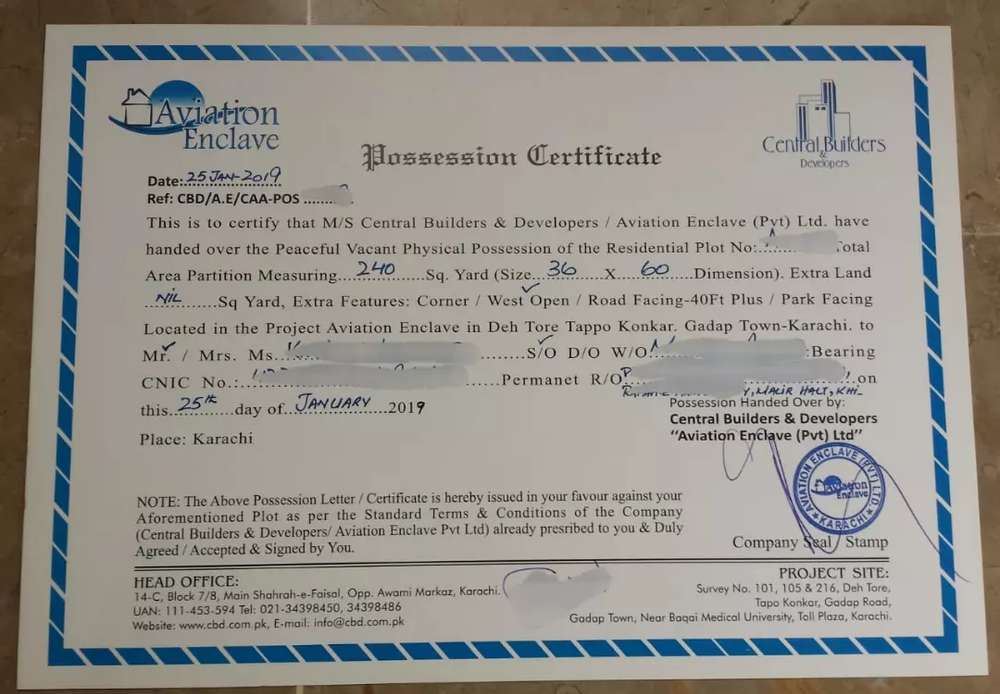 Aviation
Enclave
Central Builders
&
Developers
Possession Certificate
Date: 25 JAN-2019
Ref: CBD/A.E/CAA-POS ........
This is to certify that M/S Central Builders & Developers / Aviation Enclave (Pvt) Ltd. have
handed over the Peaceful Vacant Physical Possession of the Residential Plot No: Total
Area Partition Measuring....240......Sq. Yard (Size...36....X....60.....Dimension). Extra Land
..NIL......Sq Yard, Extra Features: Corner / West Open / Road Facing-40Ft Plus / Park Facing
Located in the Project Aviation Enclave in Deh Tore Tappo Konkar. Gadap Town-Karachi. to
Mr. / Mrs. Ms. ........S/O D/O W/O :Bearing
CNIC No.: ......Permanet R/O .on
MALIR HALT, KHI
this..25th...day of..JANUARY...2019
Possession Handed Over by:
Central Builders & Developers
"Aviation Enclave (Pvt) Ltd"
Place: Karachi
AVIATION ENCLAVE (PVT) LTD.
Aviation
Enclave
KARACHI
Company Seal / Stamp
NOTE: The Above Possession Letter / Certificate is hereby issued in your favour against your
Aforementioned Plot as per the Standard Terms & Conditions of the Company
(Central Builders & Developers/ Aviation Enclave Pvt Ltd) already presribed to you & Duly
Agreed / Accepted & Signed by You.
HEAD OFFICE:
14-C, Block 7/8, Main Shahrah-e-Faisal, Opp. Awami Markaz, Karachi.
UAN: 111-453-594 Tel: 021-34398450, 34398486
Website: www.cbd.com.pk, E-mail: info@cbd.com.pk
PROJECT SITE:
Survey No. 101, 105 & 216, Deh Tore,
Tapo Konkar, Gadap Road,
Gadap Town, Near Baqai Medical University, Toll Plaza, Karachi.